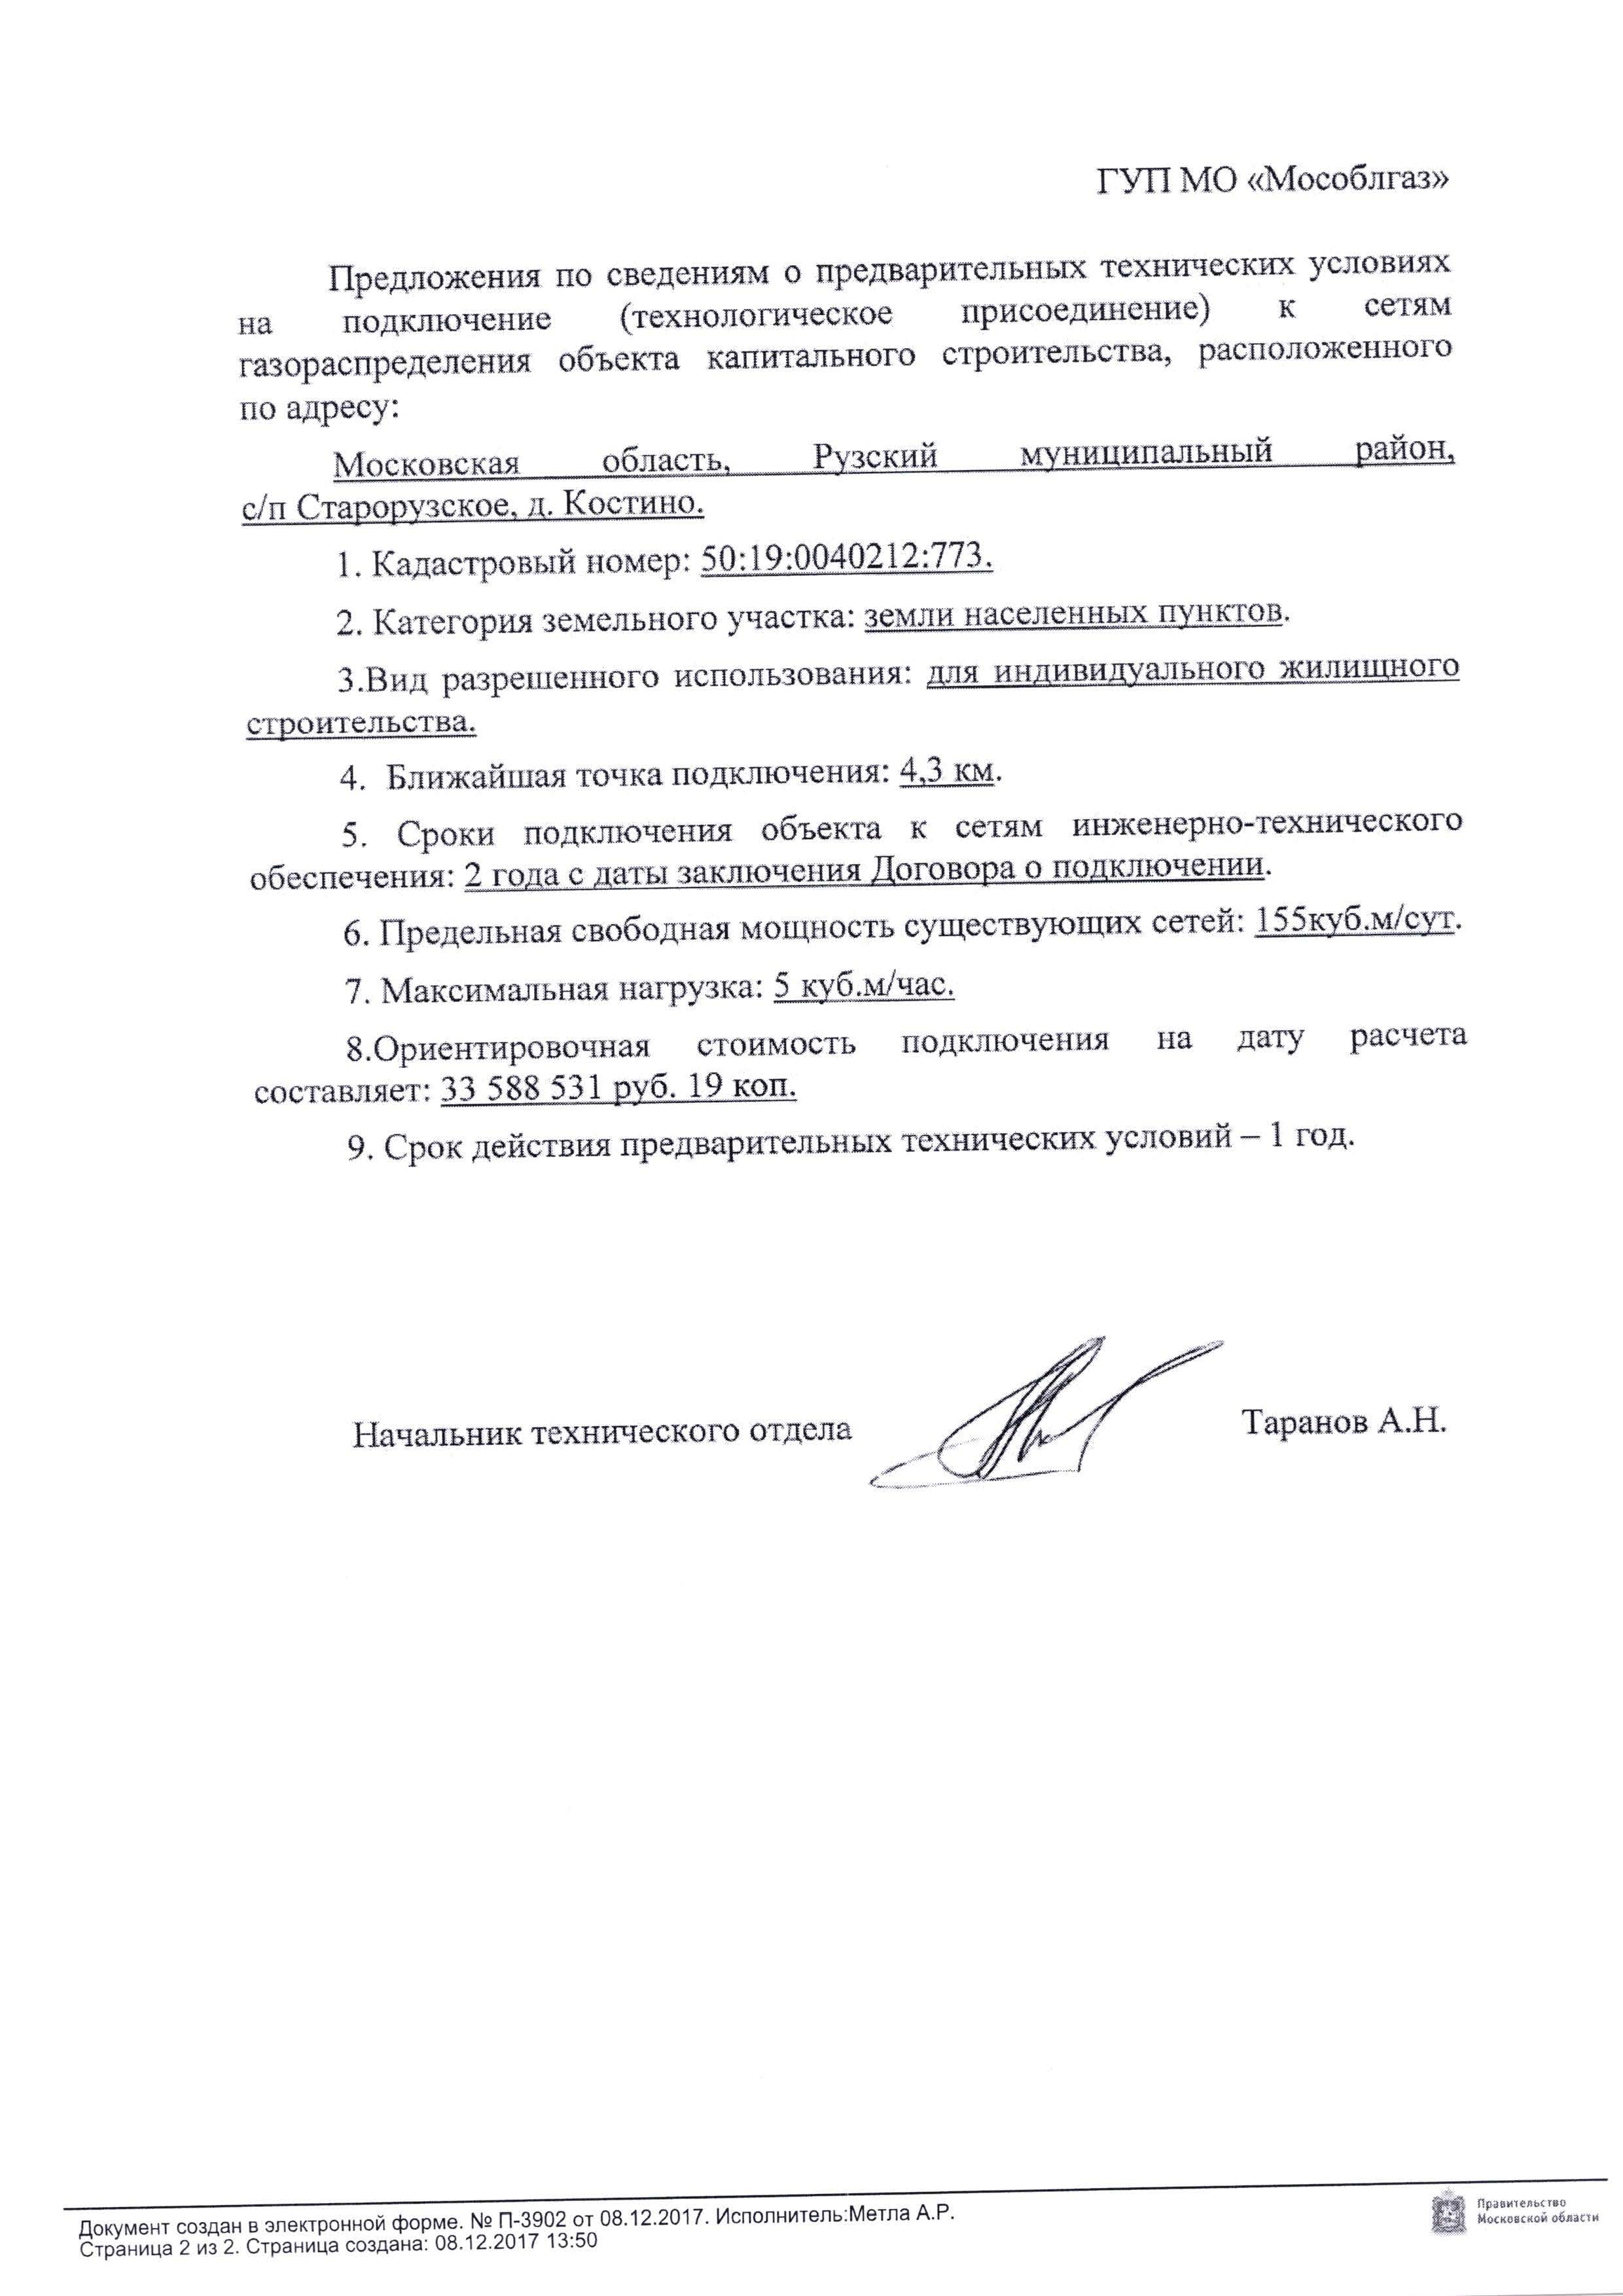 ГУП МО «Мособлгаз»
Предложения по сведениям о предварительных технических условиях
на подключение (технологическое присоединение) к сетям
газораспределения объекта капитального строительства, расположенного
по адресу:
Московская область, Рузский муниципальный район,
с/п Старорузское, д. Костино.
1. Кадастровый номер: 50:19:0040212:773.
2. Категория земельного участка: земли населенных пунктов.
3.Вид разрешенного использования: для индивидуального жилищного
строительства.
4. Ближайшая точка подключения: 4,3 км.
5. Сроки подключения объекта к сетям инженерно-технического
обеспечения: 2 года с даты заключения Договора о подключении.
6. Предельная свободная мощность существующих сетей: 155куб.м/сут.
7. Максимальная нагрузка: 5 куб.м/час.
8.Ориентировочная стоимость подключения на дату расчета
составляет: 33 588 531 руб. 19 коп.
9. Срок действия предварительных технических условий – 1 год.
Начальник технического отдела Таранов А.Н.
Документ создан в электронной форме. № П-3902 от 08.12.2017. Исполнитель:Метла А.Р.
Страница 2 из 2. Страница создана: 08.12.2017 13:50
Правительство
Московской области